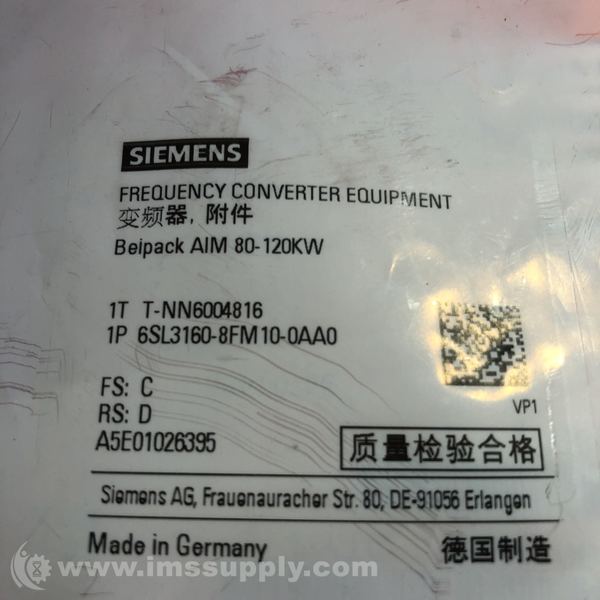 SIEMENS
FREQUENCY CONVERTER EQUIPMENT
变频器, 附件
Beipack AIM 80-120KW
1T T-NN6004816
1P 6SL3160-8FM10-0AA0
VP1
FS: C
RS: D
A5E01026395
质量检验合格
Siemens AG, Frauenauracher Str. 80, DE-91056 Erlangen
Made in Germany 德国制造
www.imssupply.com